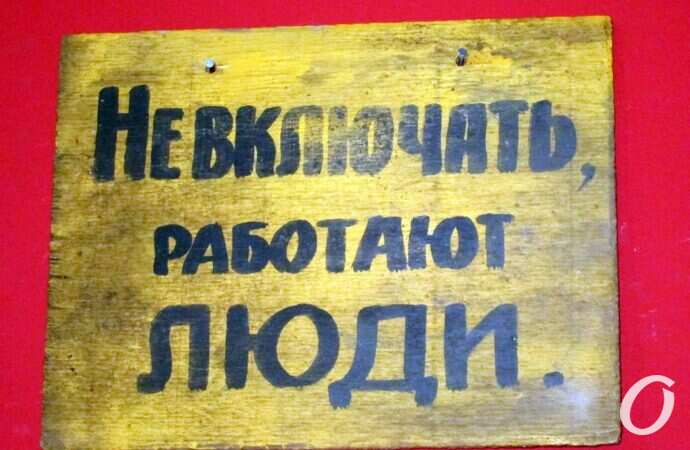 Не включать,
работают
люди.
О